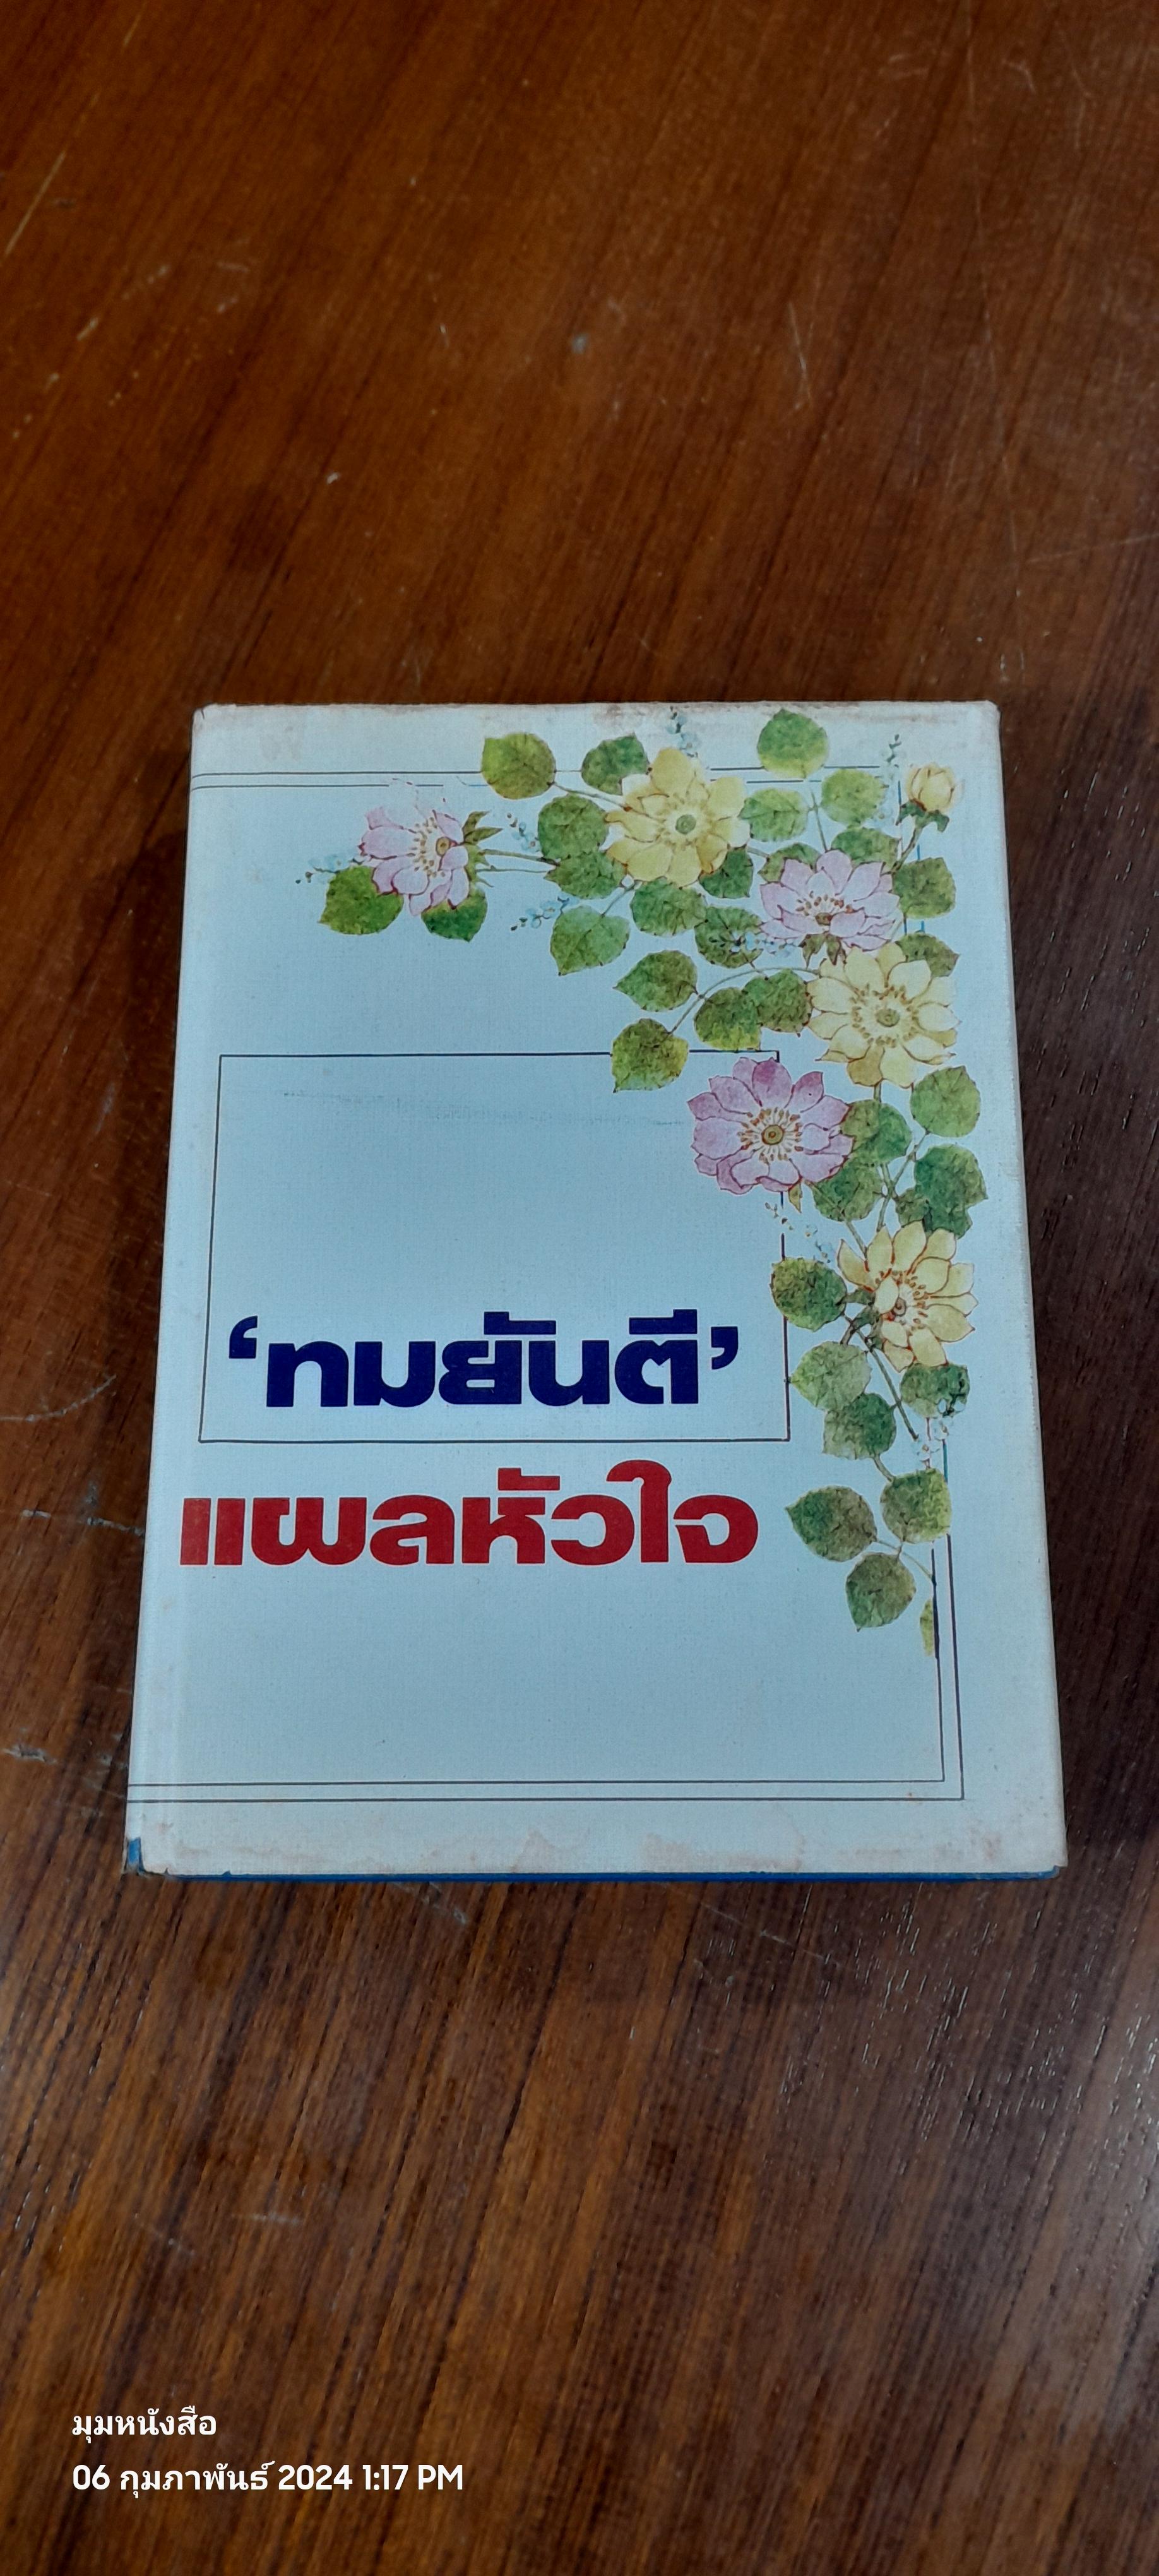 ‘ทมยันตี’
แผลหัวใจ
มุมหนังสือ
06 กุมภาพันธ์ 2024 1:17 PM